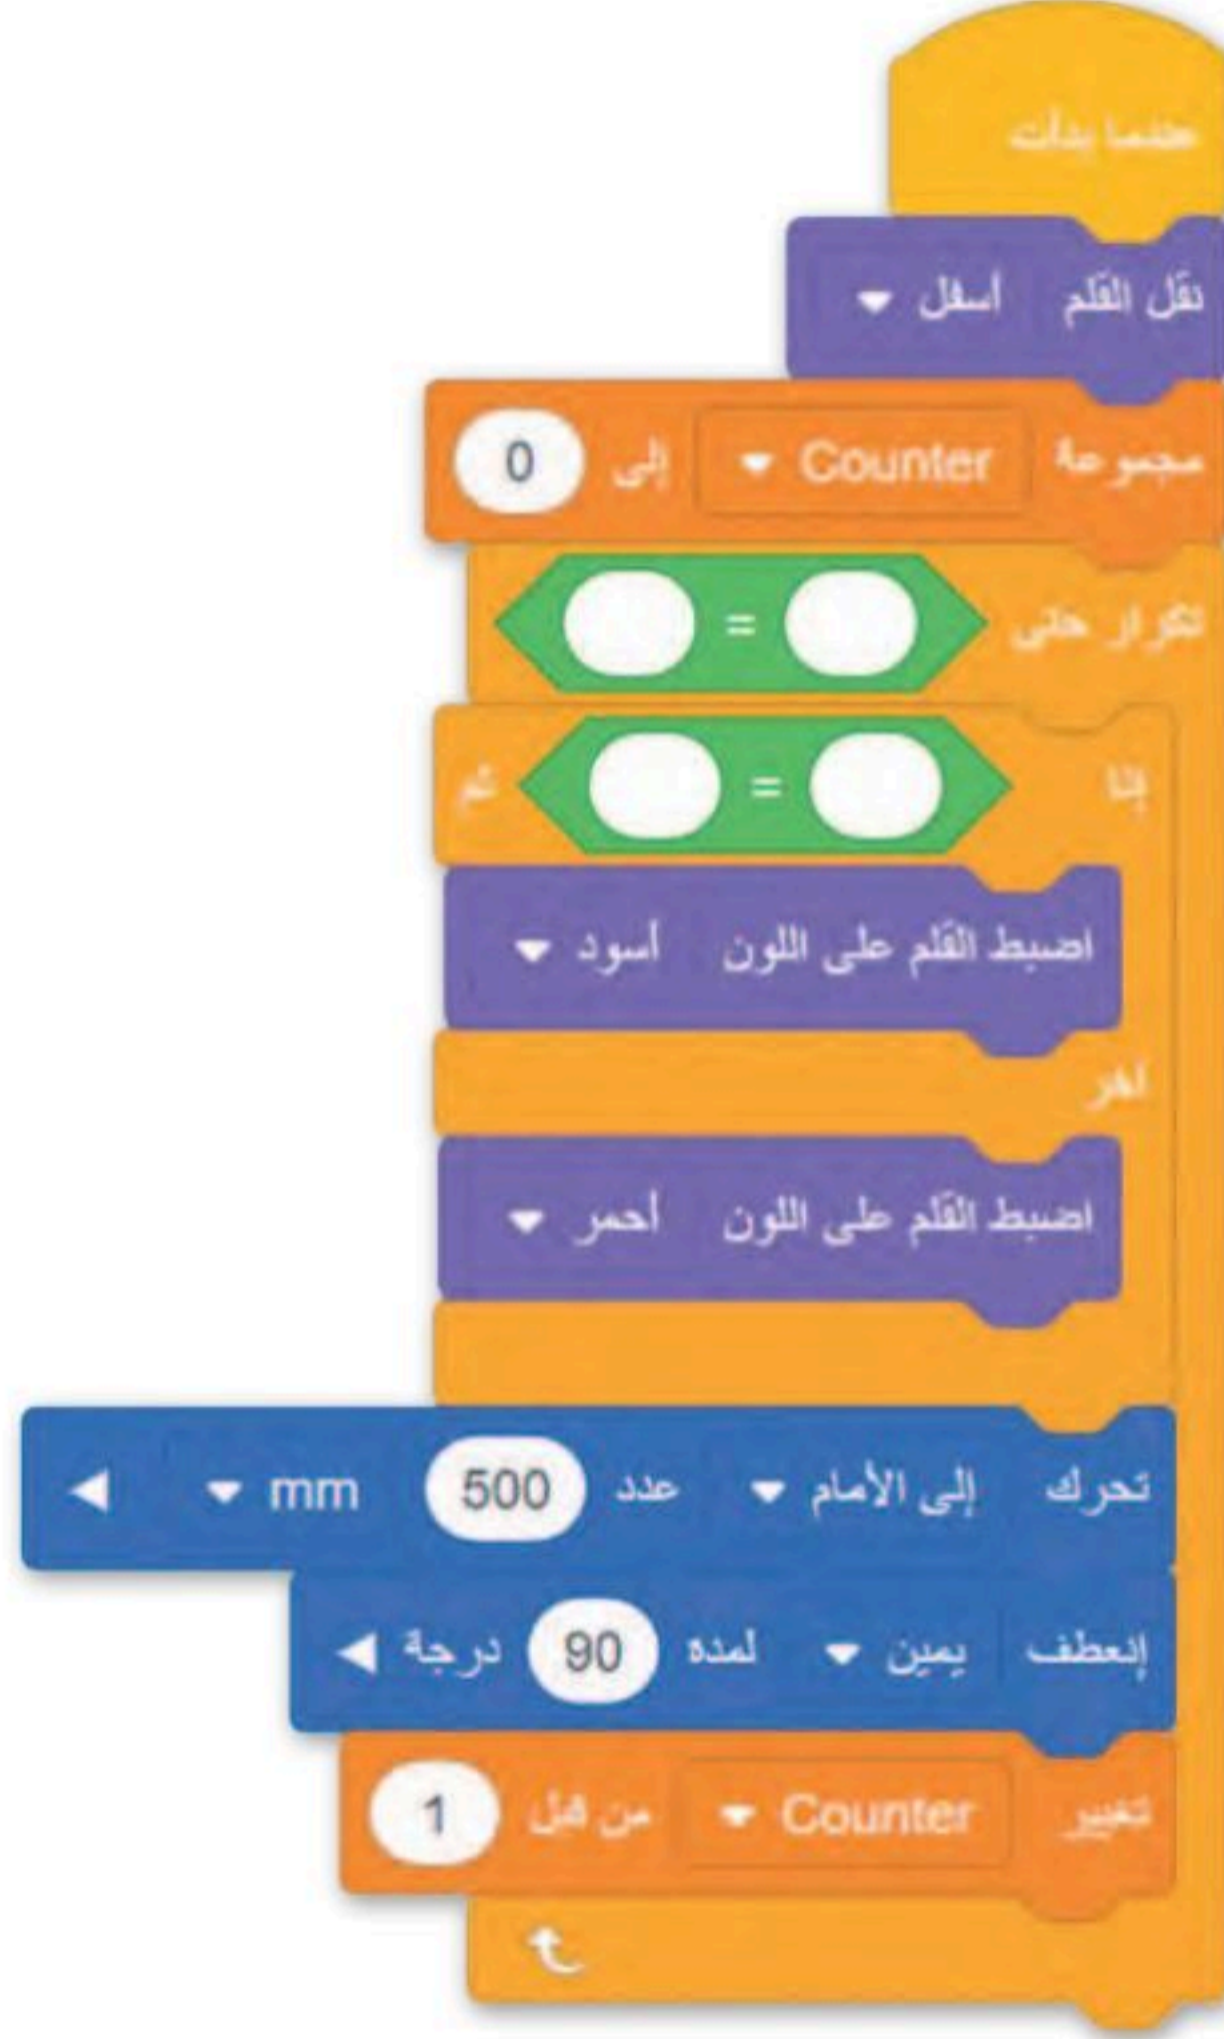 عندما بدأت
نقل القلم أسفل
مجموعة Counter إلى 0
تكرار حتى =
إذا = ثم
اضبط القلم على اللون أسود
آخر
اضبط القلم على اللون أحمر
تحرك إلى الأمام عدد 500 mm
إنعطف يمين لمدة 90 درجة
تغيير Counter من قبل 1